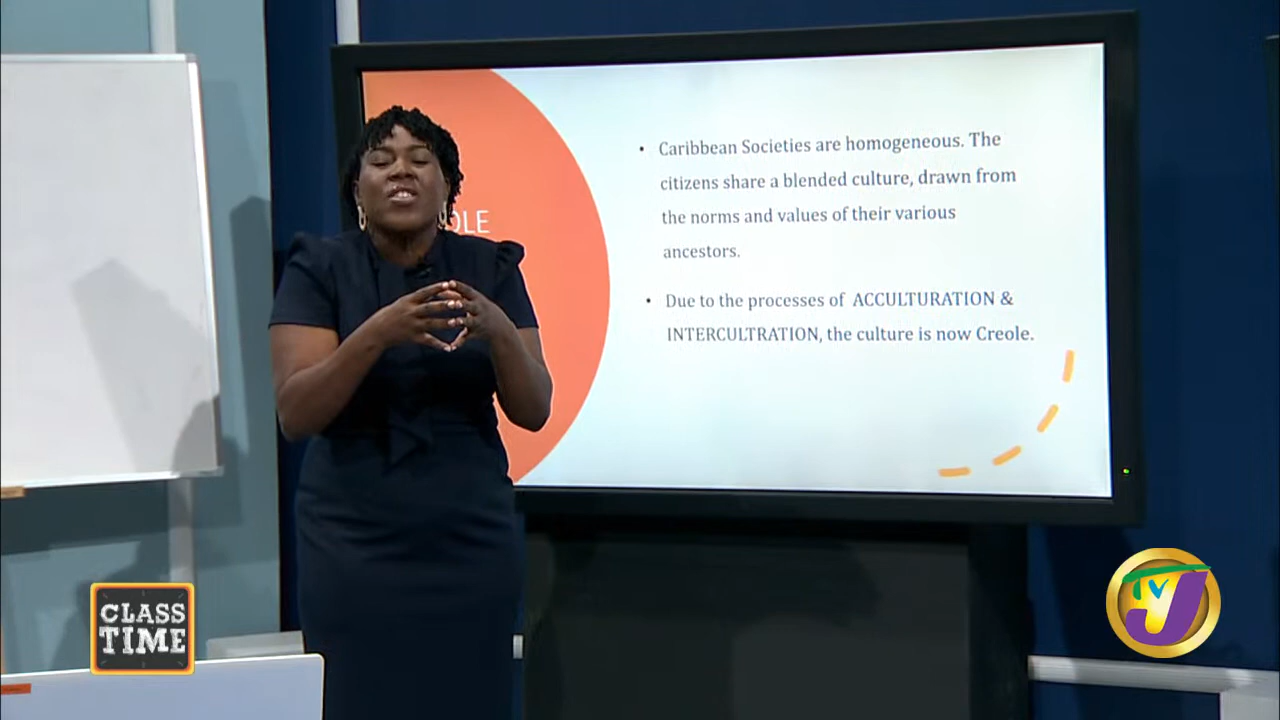 • Caribbean Societies are homogeneous. The
citizens share a blended culture, drawn from
the norms and values of their various
ancestors.
• Due to the processes of ACCULTURATION &
INTERCULTRATION, the culture is now Creole.
CLASS
TIME
TVJ